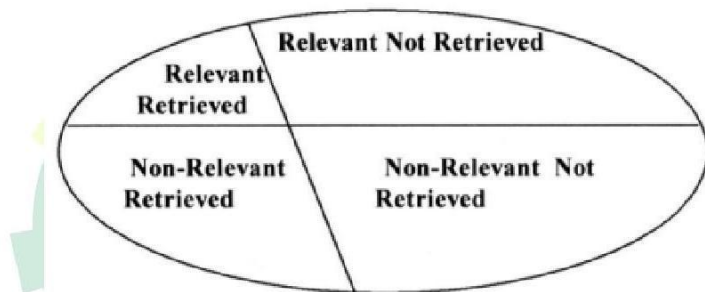 Relevant Not Retrieved
Relevant
Retrieved
Non-Relevant
Retrieved
Non-Relevant Not
Retrieved